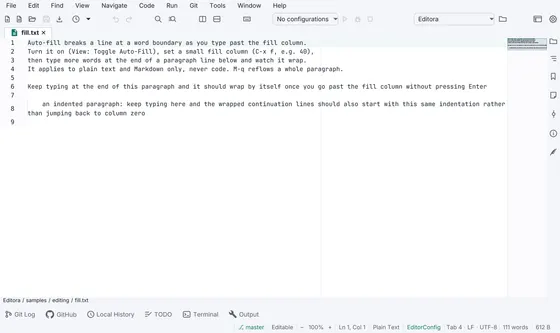 File Edit Find View Navigate Code Run Git Tools Window Help
No configurations
Editora
fill.txt
1 Auto-fill breaks a line at a word boundary as you type past the fill column.
2 Turn it on (View: Toggle Auto-Fill), set a small fill column (C-x f, e.g. 40),
3 then type more words at the end of a paragraph line below and watch it wrap.
4 It applies to plain text and Markdown only, never code. M-q reflows a whole paragraph.
5
6 Keep typing at the end of this paragraph and it should wrap by itself once you go past the fill column without pressing Enter
7
8 an indented paragraph: keep typing here and the wrapped continuation lines should also start with this same indentation rather
than jumping back to column zero
9
Editora / samples / editing / fill.txt
Git Log GitHub Local History TODO Terminal Output
master Editable − 100% + Ln 1, Col 1 Plain Text EditorConfig Tab 4 LF UTF-8 111 words 612 B